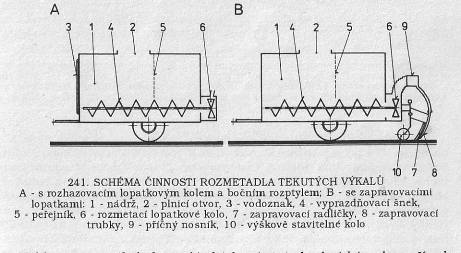 A
B
3 1 4 2 5 6
1 4 2 5 6 9
10 7 8
241. SCHÉMA ČINNOSTI ROZMETADLA TEKUTÝCH VÝKALŮ
A - s rozhazovacím lopatkovým kolem a bočním rozptylem; B - se zapravovacími
lopatkami: 1 - nádrž, 2 - plnicí otvor, 3 - vodoznak, 4 - vyprazdňovací šnek,
5 - peřejník, 6 - rozmetací lopatkové kolo, 7 - zapravovací radličky, 8 - zapravovací
trubky, 9 - příčný nosník, 10 - výškově stavitelné kolo